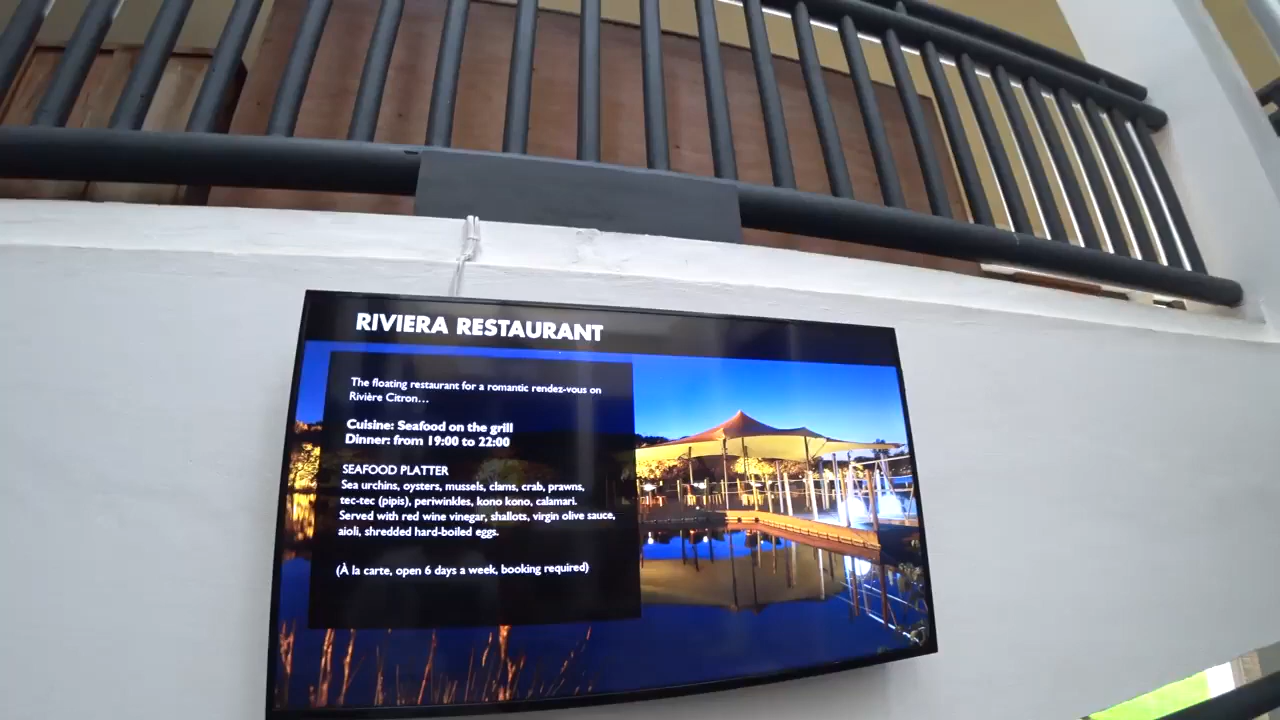 RIVIERA RESTAURANT
The floating restaurant for a romantic rendez-vous on
Rivière Citron...
Cuisine: Seafood on the grill
Dinner: from 19:00 to 22:00
SEAFOOD PLATTER
Sea urchins, oysters, mussels, clams, crab, prawns,
tec-tec (pipis), periwinkles, kono kono, calamari.
Served with red wine vinegar, shallots, virgin olive sauce,
aioli, shredded hard-boiled eggs.
(À la carte, open 6 days a week, booking required)